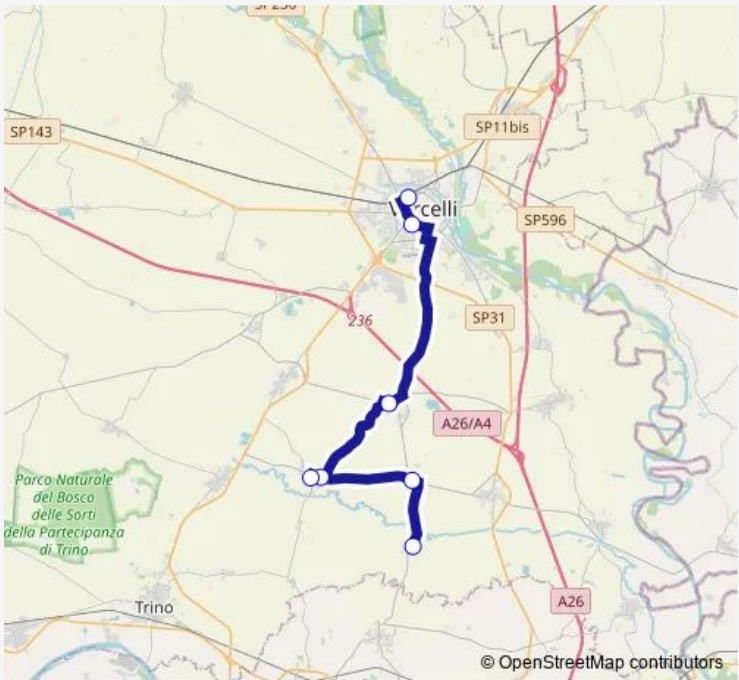 SP230
SP143
SP11bis
Vercelli
SP596
236
SP31
A26/A4
Parco Naturale
del Bosco
delle Sorti
della Partecipanza
di Trino
Trino
A26
© OpenStreetMap contributors